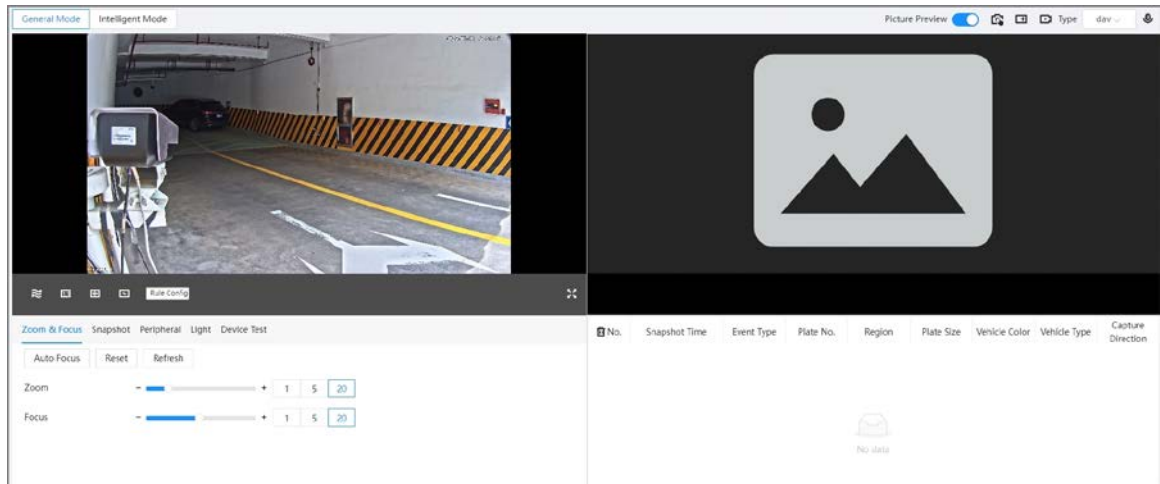 General Mode Intelligent Mode Picture Preview Type dav
Rule Config
Zoom & Focus Snapshot Peripheral Light Device Test
Auto Focus Reset Refresh
Zoom - + 1 5 20
Focus - + 1 5 20
No. Snapshot Time Event Type Plate No. Region Plate Size Vehicle Color Vehicle Type Capture Direction
No data